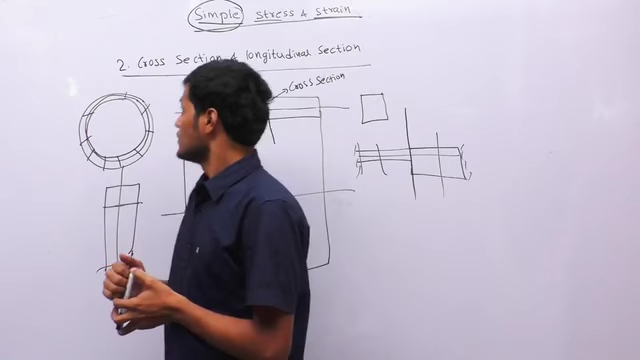 Simple stress & strain
2. Cross Section & longitudinal Section
Cross Section